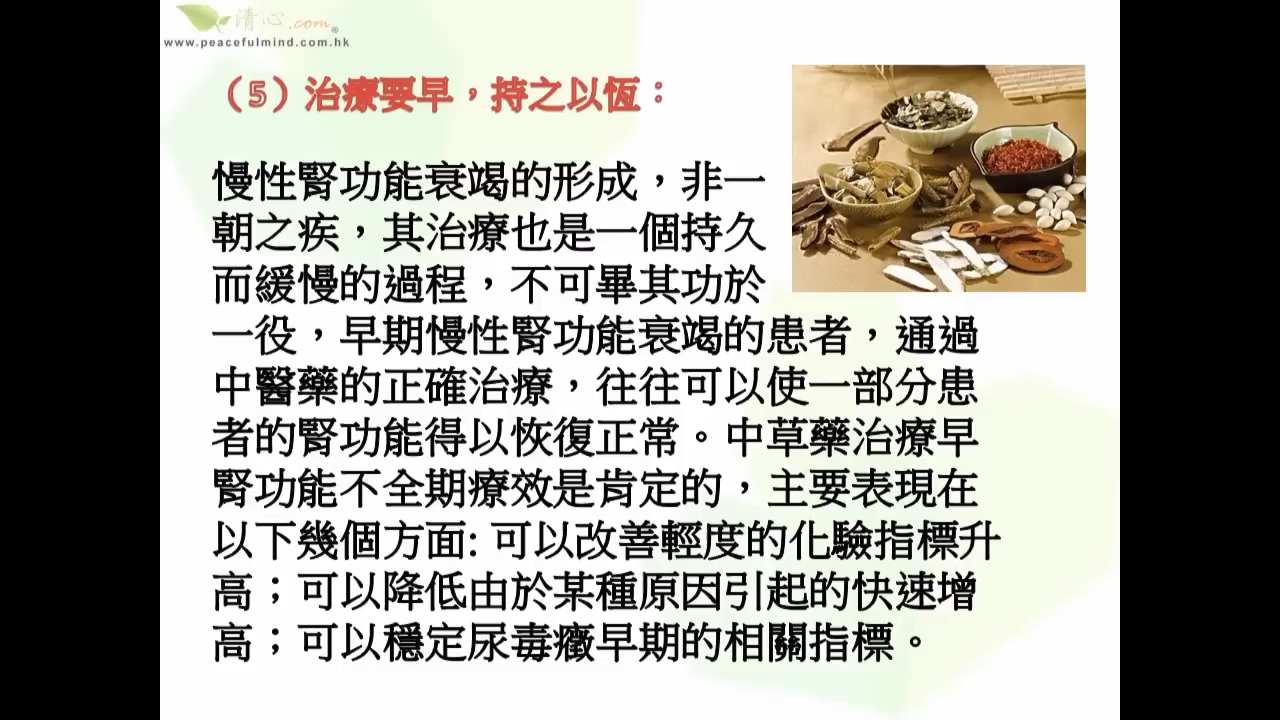 清心.com®
www.peacefulmind.com.hk
（5）治療要早，持之以恆：
慢性腎功能衰竭的形成，非一
朝之疾，其治療也是一個持久
而緩慢的過程，不可畢其功於
一役，早期慢性腎功能衰竭的患者，通過
中醫藥的正確治療，往往可以使一部分患
者的腎功能得以恢復正常。中草藥治療早
腎功能不全期療效是肯定的，主要表現在
以下幾個方面: 可以改善輕度的化驗指標升
高；可以降低由於某種原因引起的快速增
高；可以穩定尿毒癥早期的相關指標。